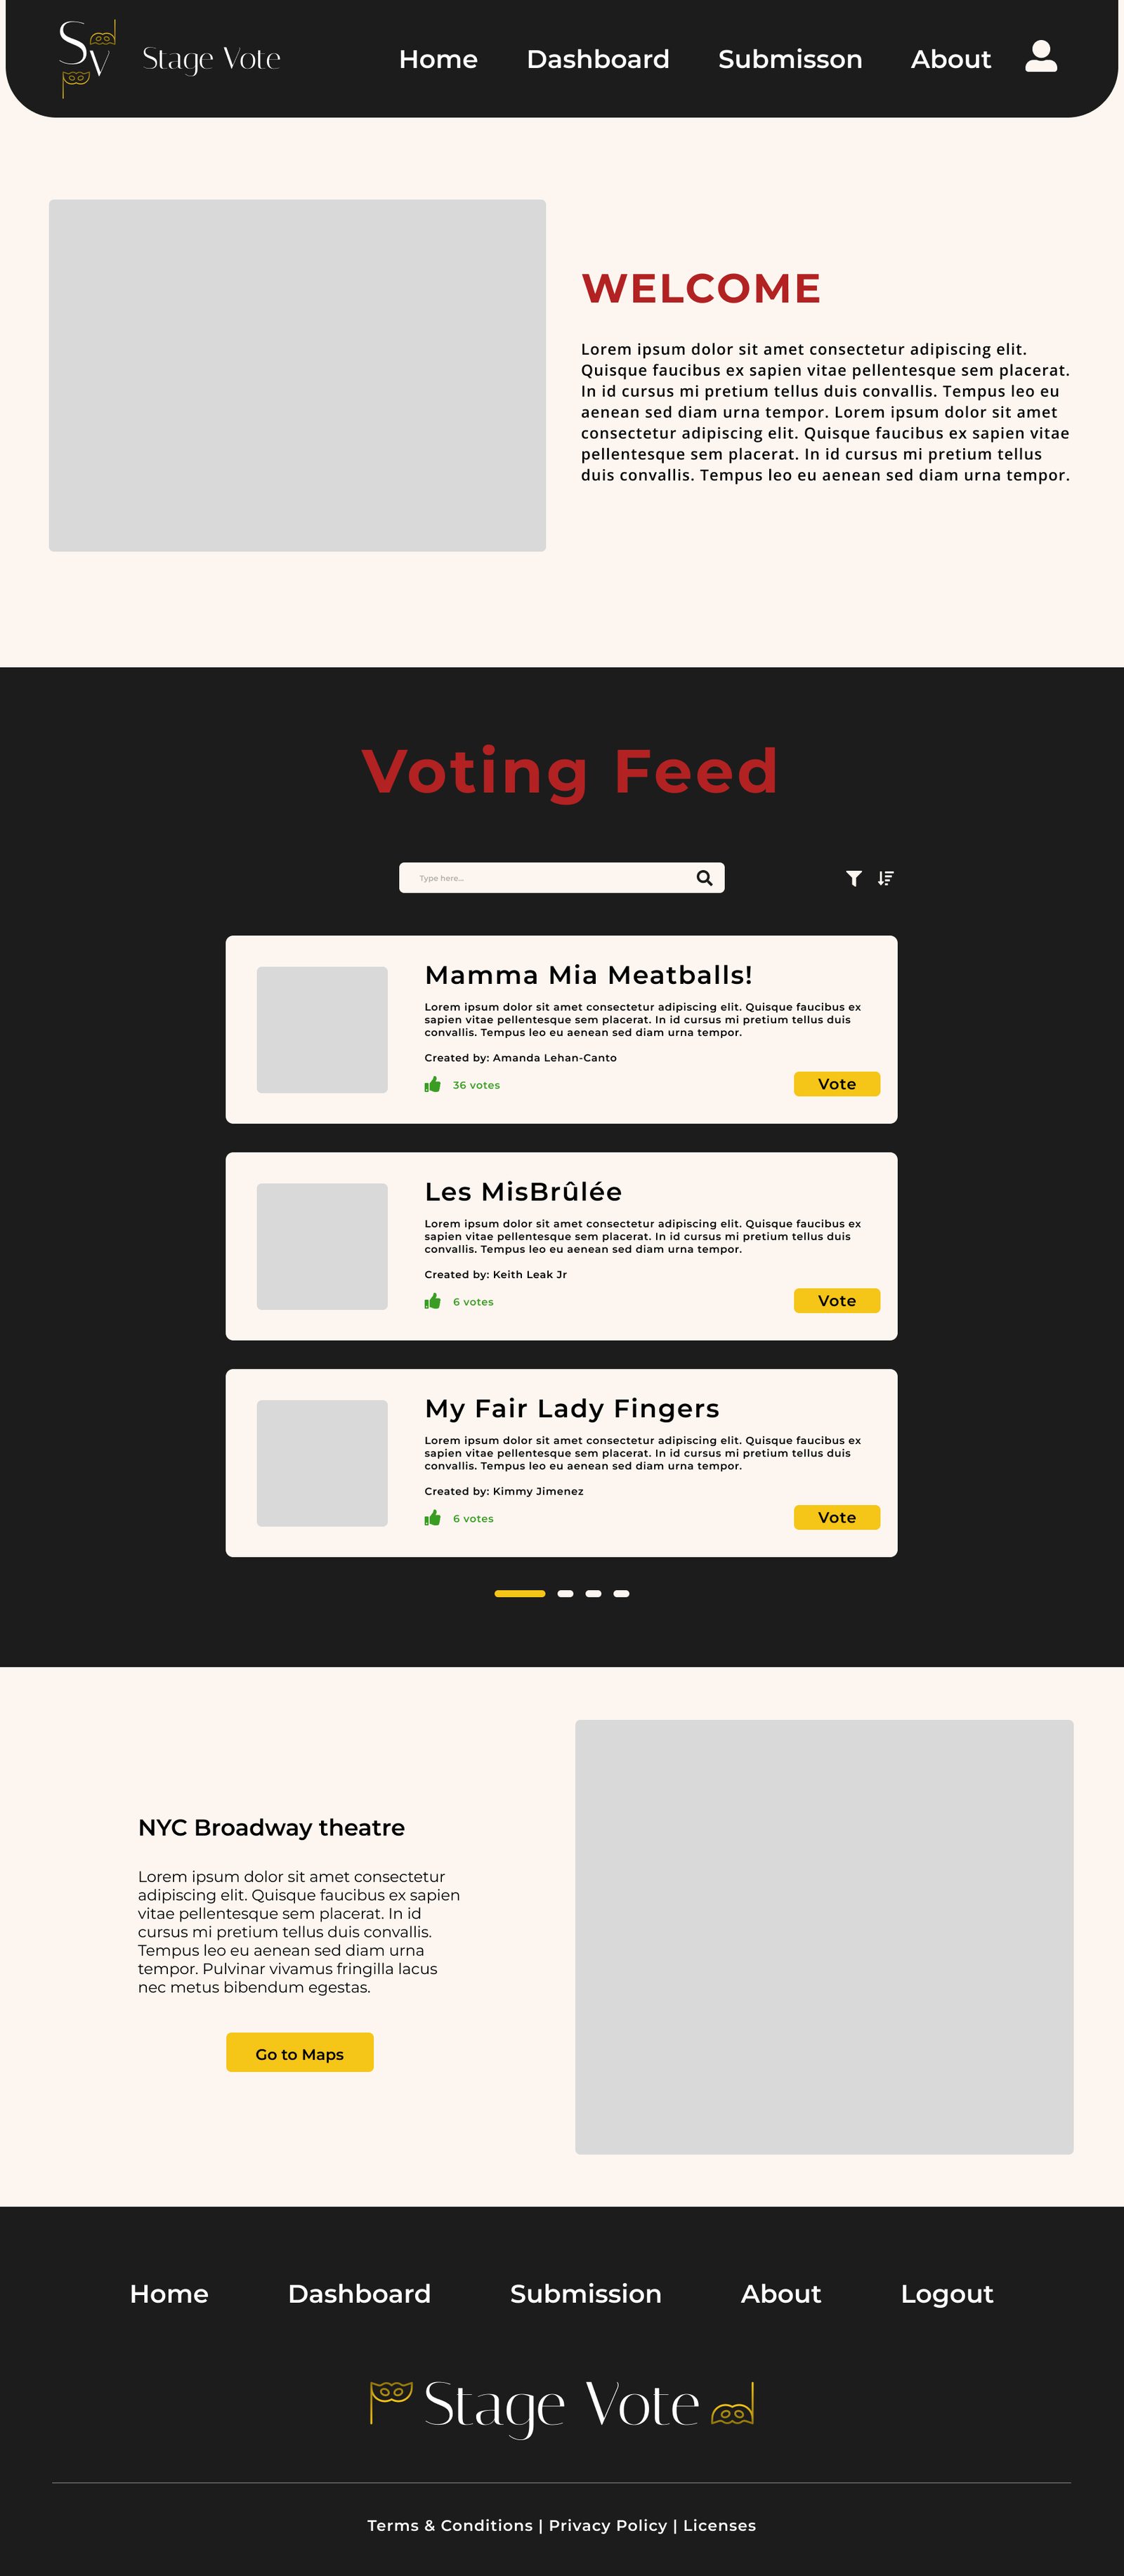 SV
Stage Vote
Home
Dashboard
Submisson
About
WELCOME
Lorem ipsum dolor sit amet consectetur adipiscing elit.
Quisque faucibus ex sapien vitae pellentesque sem placerat.
In id cursus mi pretium tellus duis convallis. Tempus leo eu
aenean sed diam urna tempor. Lorem ipsum dolor sit amet
consectetur adipiscing elit. Quisque faucibus ex sapien vitae
pellentesque sem placerat. In id cursus mi pretium tellus
duis convallis. Tempus leo eu aenean sed diam urna tempor.
Voting Feed
Type here...
Mamma Mia Meatballs!
Lorem ipsum dolor sit amet consectetur adipiscing elit. Quisque faucibus ex
sapien vitae pellentesque sem placerat. In id cursus mi pretium tellus duis
convallis. Tempus leo eu aenean sed diam urna tempor.
Created by: Amanda Lehan-Canto
36 votes
Vote
Les MisBrûlée
Lorem ipsum dolor sit amet consectetur adipiscing elit. Quisque faucibus ex
sapien vitae pellentesque sem placerat. In id cursus mi pretium tellus duis
convallis. Tempus leo eu aenean sed diam urna tempor.
Created by: Keith Leak Jr
6 votes
Vote
My Fair Lady Fingers
Lorem ipsum dolor sit amet consectetur adipiscing elit. Quisque faucibus ex
sapien vitae pellentesque sem placerat. In id cursus mi pretium tellus duis
convallis. Tempus leo eu aenean sed diam urna tempor.
Created by: Kimmy Jimenez
6 votes
Vote
NYC Broadway theatre
Lorem ipsum dolor sit amet consectetur
adipiscing elit. Quisque faucibus ex sapien
vitae pellentesque sem placerat. In id
cursus mi pretium tellus duis convallis.
Tempus leo eu aenean sed diam urna
tempor. Pulvinar vivamus fringilla lacus
nec metus bibendum egestas.
Go to Maps
Home
Dashboard
Submission
About
Logout
Stage Vote
Terms & Conditions | Privacy Policy | Licenses